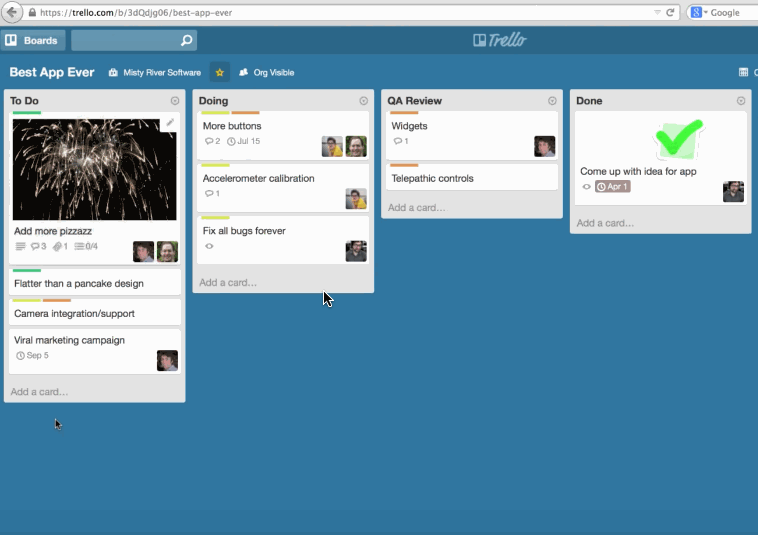 https://trello.com/b/3dQdjg06/best-app-ever
Google
Boards
Trello
Best App Ever
Misty River Software
Org Visible
To Do
Add more pizzazz
3
1
0/4
Flatter than a pancake design
Camera integration/support
Viral marketing campaign
Sep 5
Add a card…
Doing
More buttons
2
Jul 15
Accelerometer calibration
1
Fix all bugs forever
Add a card…
QA Review
Widgets
1
Telepathic controls
Add a card…
Done
Come up with idea for app
Apr 1
Add a card…